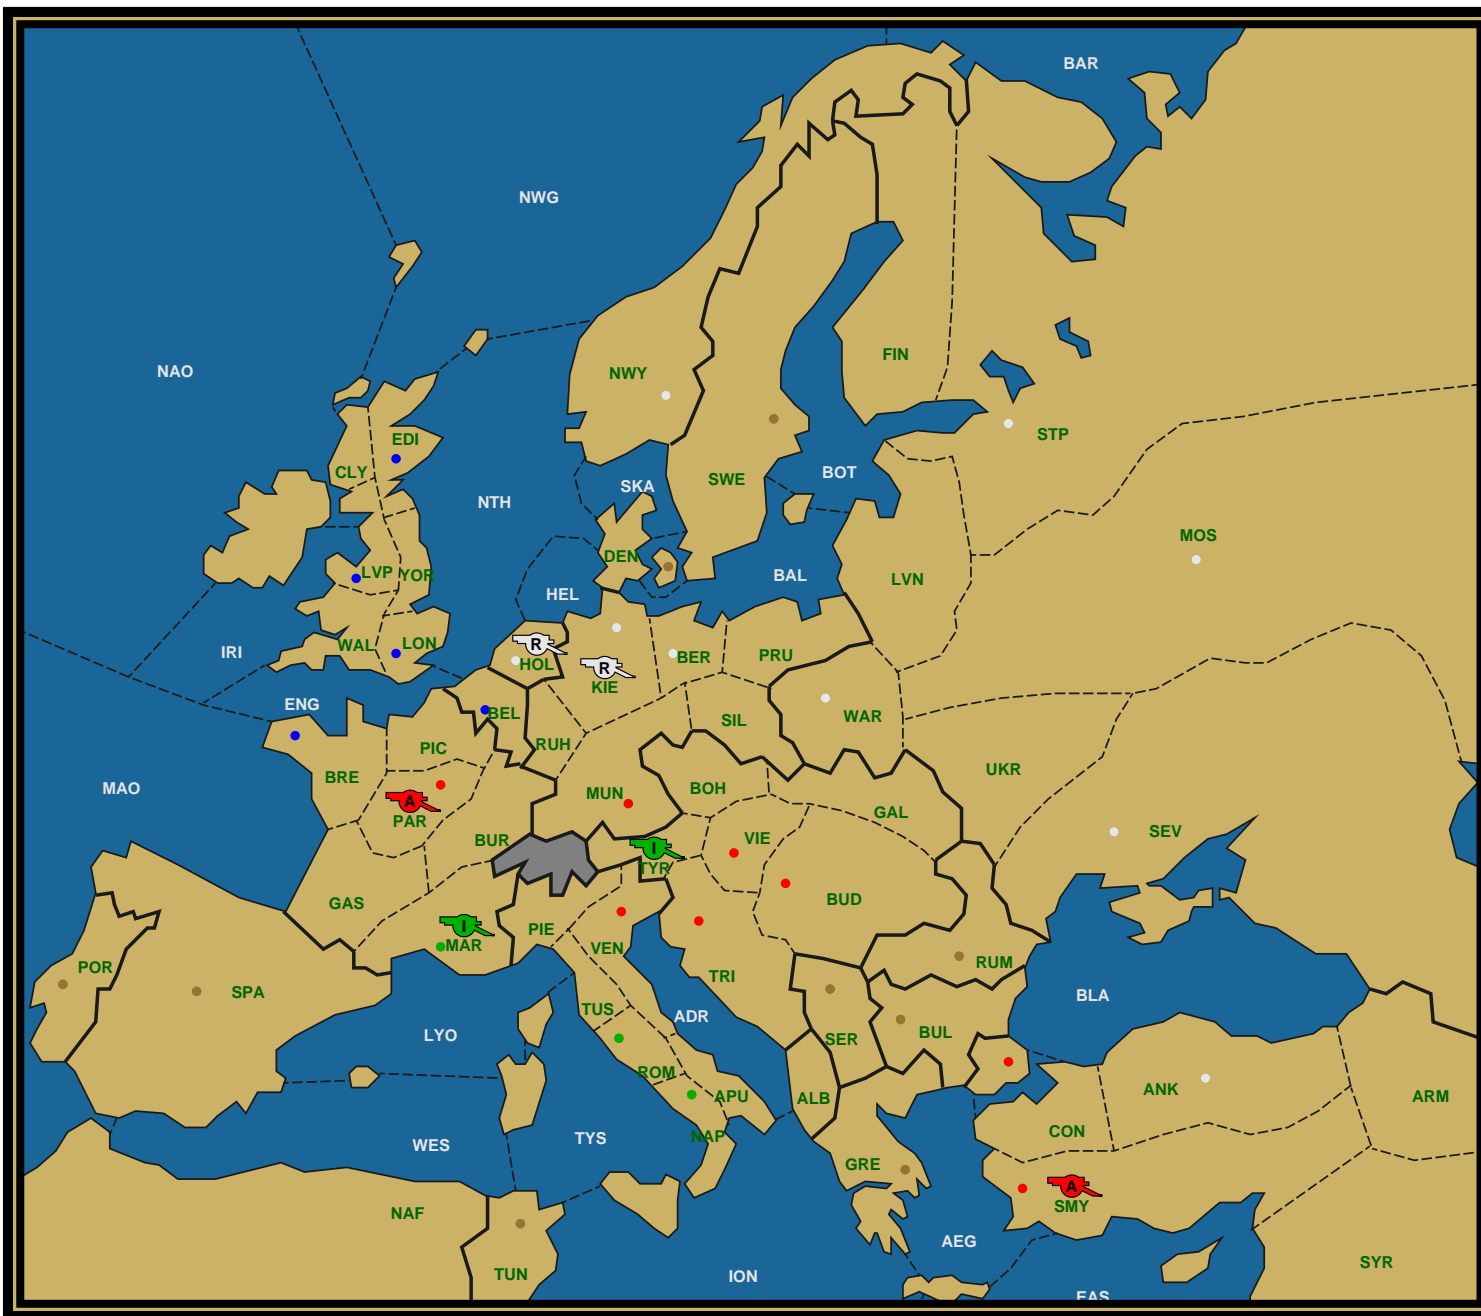 BAR
NWG
NAO
FIN
NWY
STP
EDI
CLY
BOT
SWE
SKA
NTH
MOS
DEN
LVP
YOR
BAL
LVN
HEL
R
WAL
LON
IRI
HOL
R
BER
PRU
KIE
ENG
BEL
WAR
SIL
PIC
RUH
UKR
BRE
MAO
MUN
BOH
A
GAL
PAR
SEV
BUR
VIE
I
TYR
GAS
BUD
I
MAR
PIE
VEN
RUM
POR
TRI
SPA
BLA
TUS
ADR
LYO
SER
BUL
ROM
ANK
APU
ALB
ARM
CON
NAP
TYS
WES
GRE
A
SMY
NAF
AEG
SYR
TUN
ION
EAS